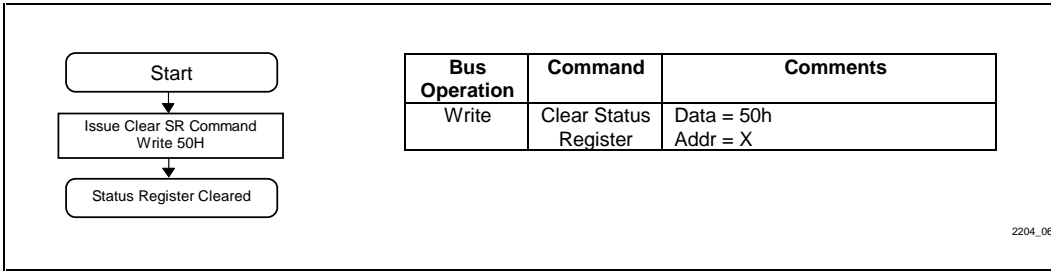 Start
Issue Clear SR Command
Write 50H
Status Register Cleared
Bus Operation Command Comments
Write Clear Status Data = 50h
Register Addr = X
2204_06